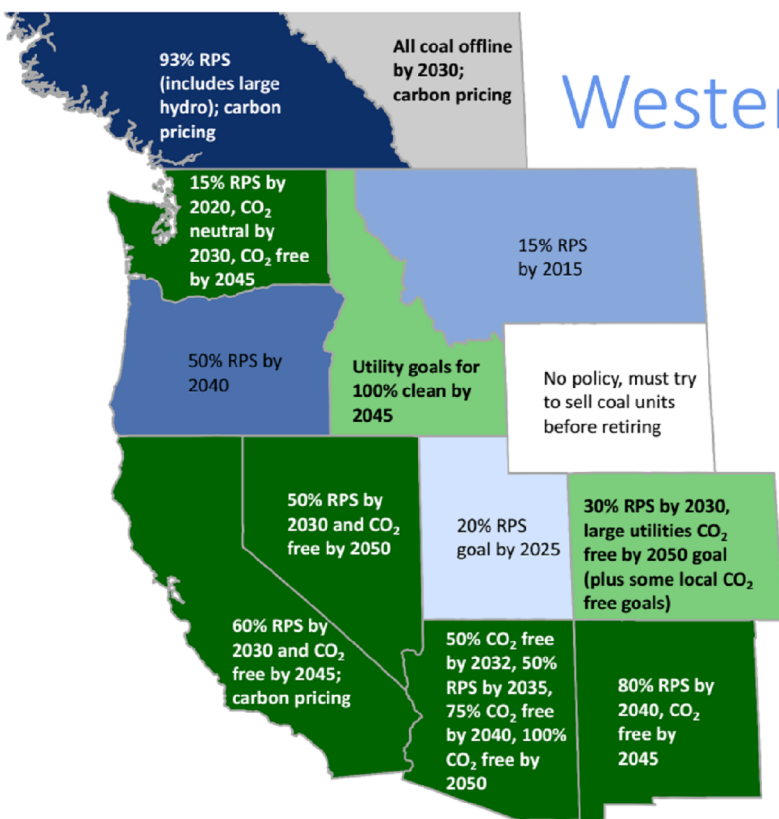 93% RPS
(includes large
hydro); carbon
pricing
All coal offline
by 2030;
carbon pricing
Wester
15% RPS by
2020, CO₂
neutral by
2030, CO₂ free
by 2045
15% RPS
by 2015
50% RPS by
2040
Utility goals for
100% clean by
2045
No policy, must try
to sell coal units
before retiring
50% RPS by
2030 and CO₂
free by 2050
20% RPS
goal by 2025
30% RPS by 2030,
large utilities CO₂
free by 2050 goal
(plus some local CO₂
free goals)
60% RPS by
2030 and CO₂
free by 2045;
carbon pricing
50% CO₂ free
by 2032, 50%
RPS by 2035,
75% CO₂ free
by 2040, 100%
CO₂ free by
2050
80% RPS by
2040, CO₂
free by
2045